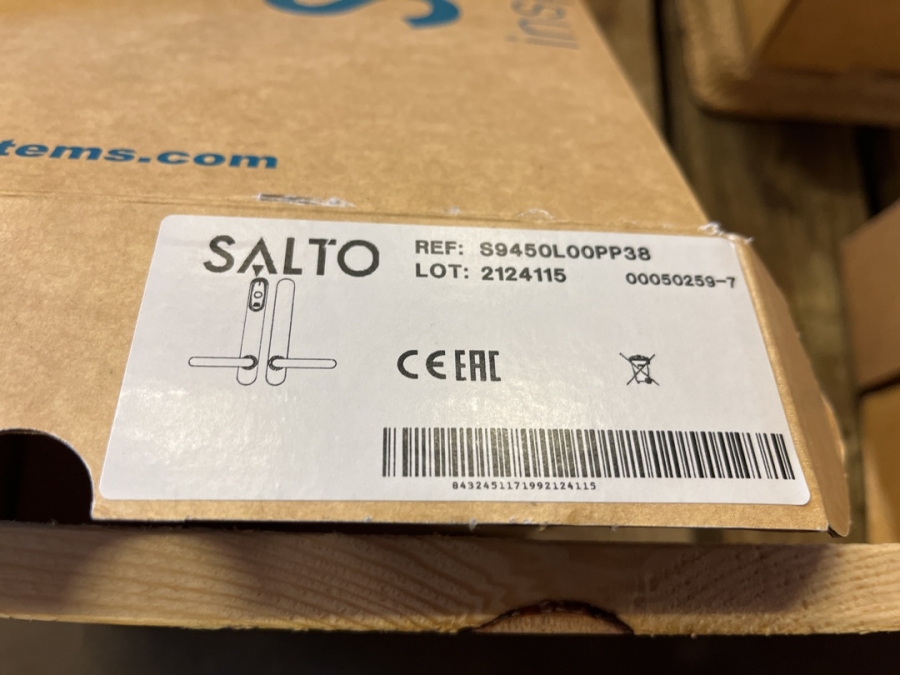 tems.com
SALTO
REF: S9450L00PP38
LOT: 2124115
00050259-7
CE EAC
8432451171992124115